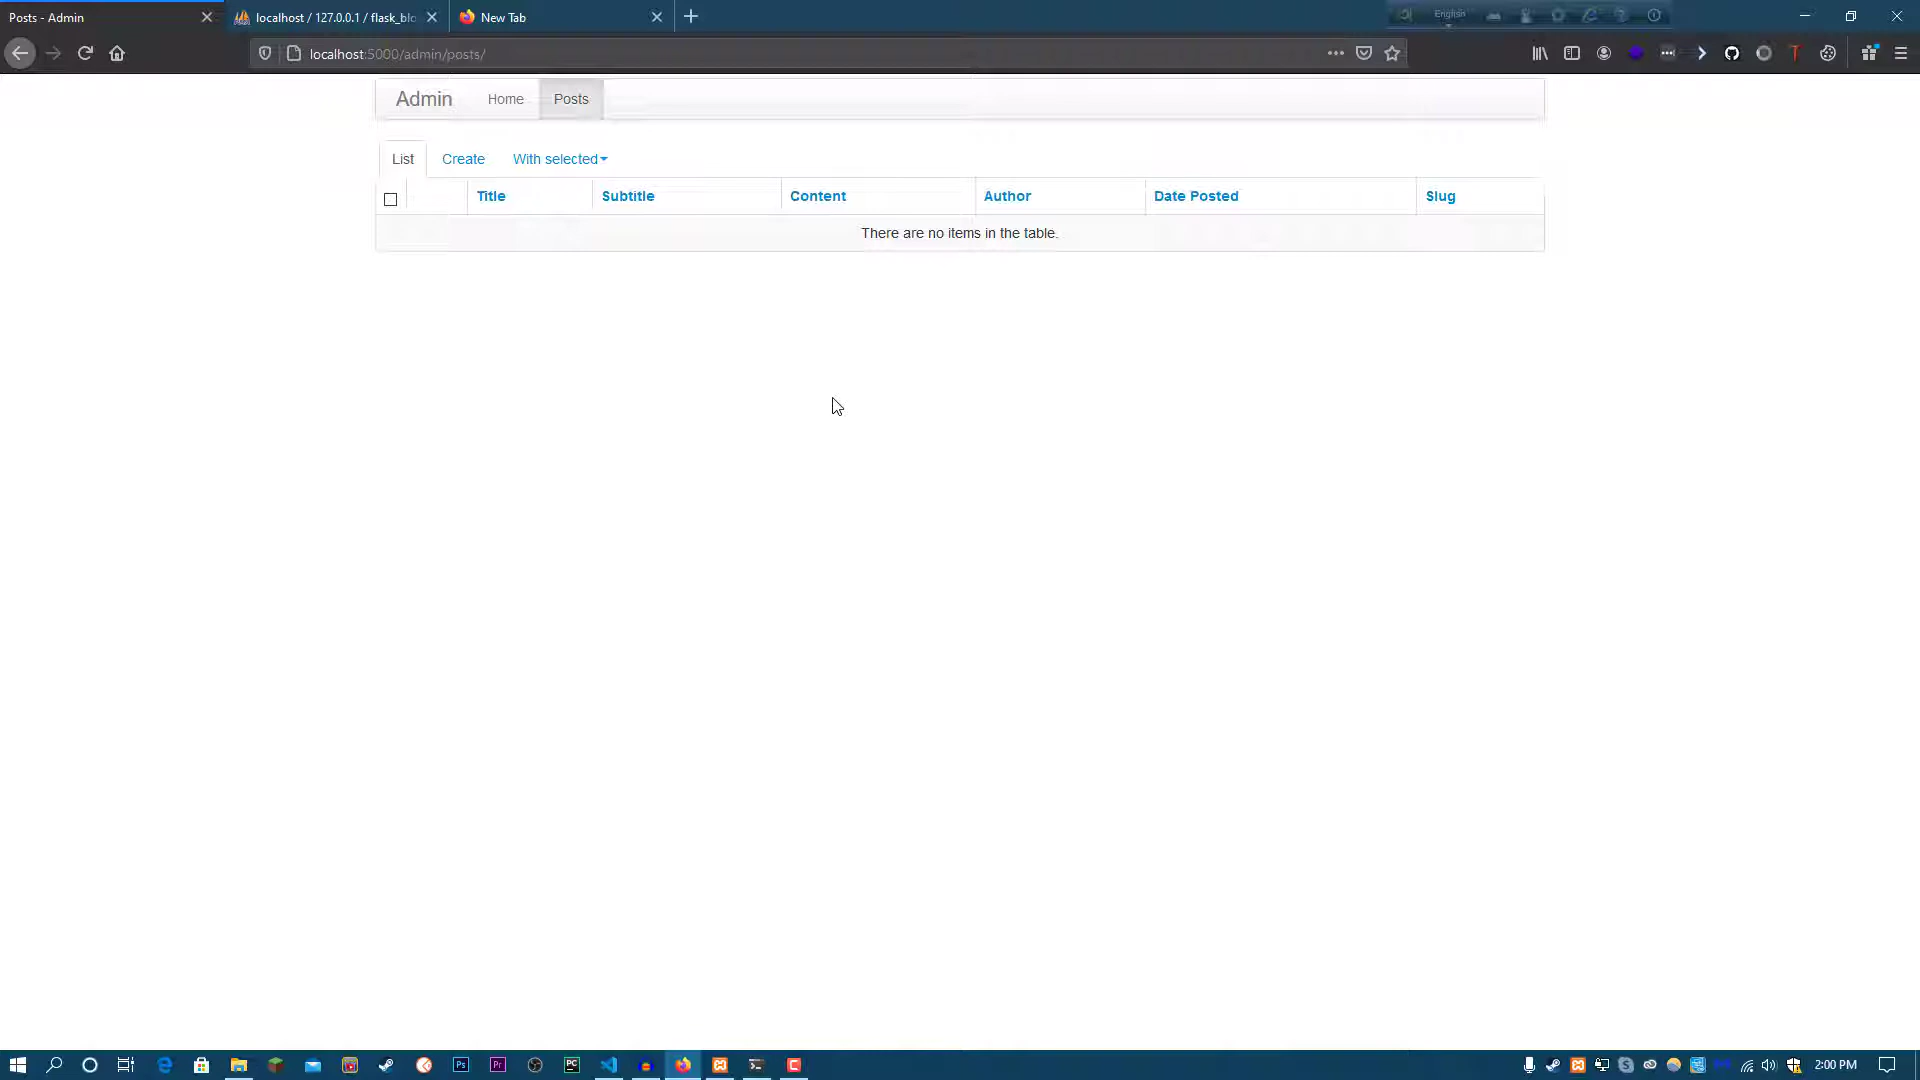 Posts - Admin
localhost / 127.0.0.1 / flask_blo
New Tab
English
localhost:5000/admin/posts/
Admin Home Posts
List Create With selected
Title Subtitle Content Author Date Posted Slug
There are no items in the table.
2:00 PM